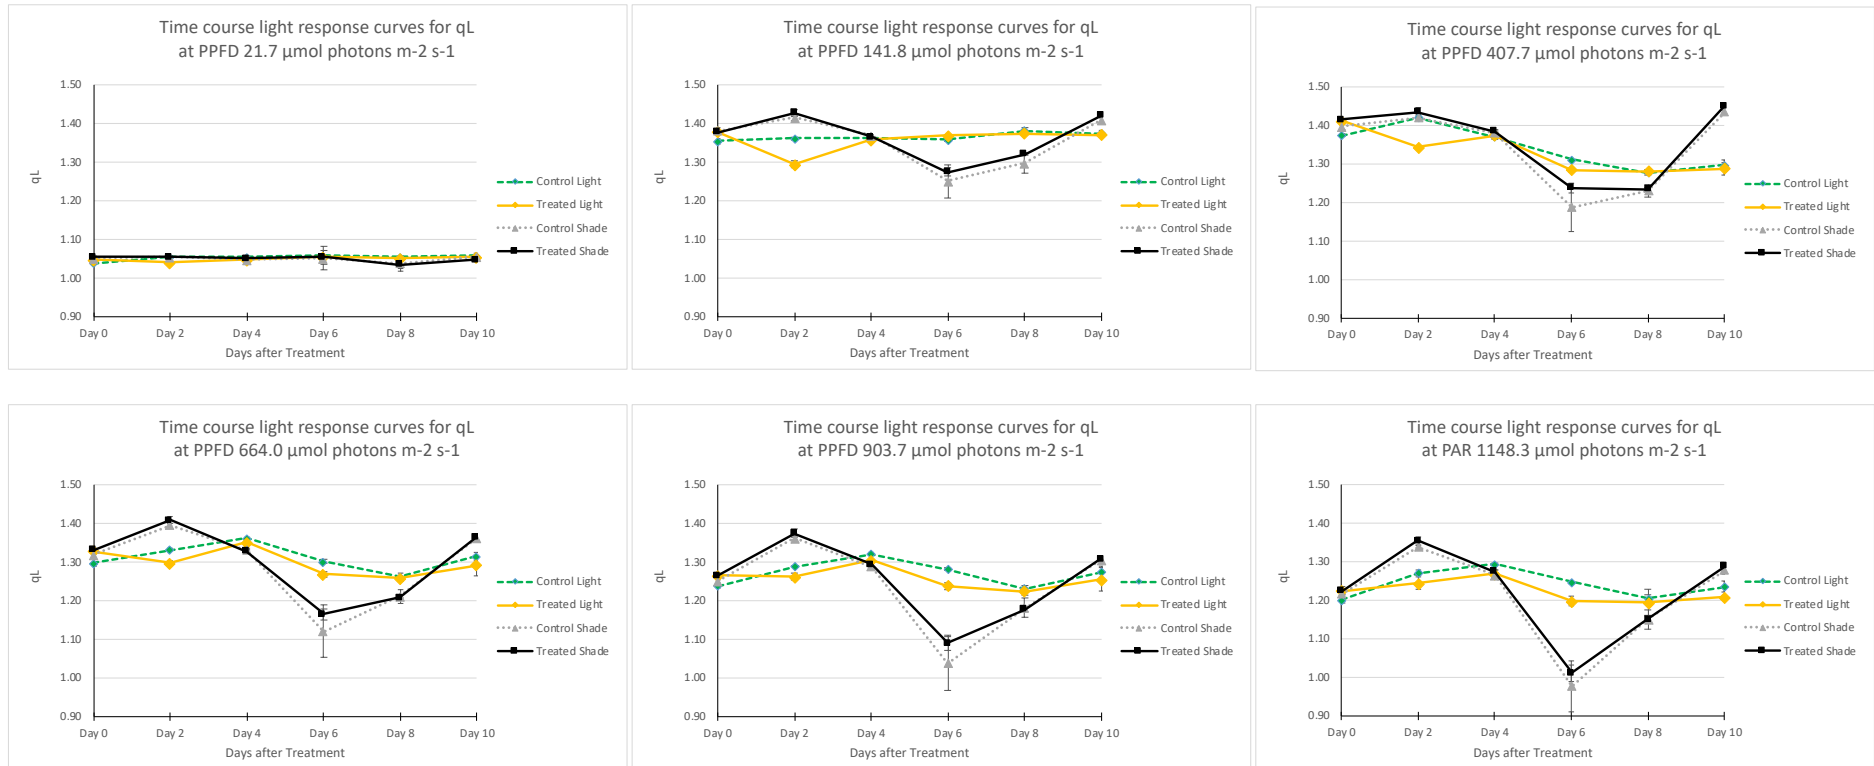 Time course light response curves for qL
at PPFD 21.7 µmol photons m-2 s-1
1.50
1.40
1.30
1.20
1.10
1.00
0.90
qL
Day 0 Day 2 Day 4 Day 6 Day 8 Day 10
Days after Treatment
Control Light
Treated Light
Control Shade
Treated Shade
Time course light response curves for qL
at PPFD 141.8 µmol photons m-2 s-1
1.50
1.40
1.30
1.20
1.10
1.00
0.90
qL
Day 0 Day 2 Day 4 Day 6 Day 8 Day 10
Days after Treatment
Control Light
Treated Light
Control Shade
Treated Shade
Time course light response curves for qL
at PPFD 407.7 µmol photons m-2 s-1
1.50
1.40
1.30
1.20
1.10
1.00
0.90
qL
Day 0 Day 2 Day 4 Day 6 Day 8 Day 10
Days after Treatment
Control Light
Treated Light
Control Shade
Treated Shade
Time course light response curves for qL
at PPFD 664.0 µmol photons m-2 s-1
1.50
1.40
1.30
1.20
1.10
1.00
0.90
qL
Day 0 Day 2 Day 4 Day 6 Day 8 Day 10
Days after Treatment
Control Light
Treated Light
Control Shade
Treated Shade
Time course light response curves for qL
at PPFD 903.7 µmol photons m-2 s-1
1.50
1.40
1.30
1.20
1.10
1.00
0.90
qL
Day 0 Day 2 Day 4 Day 6 Day 8 Day 10
Days after Treatment
Control Light
Treated Light
Control Shade
Treated Shade
Time course light response curves for qL
at PAR 1148.3 µmol photons m-2 s-1
1.50
1.40
1.30
1.20
1.10
1.00
0.90
qL
Day 0 Day 2 Day 4 Day 6 Day 8 Day 10
Days after Treatment
Control Light
Treated Light
Control Shade
Treated Shade